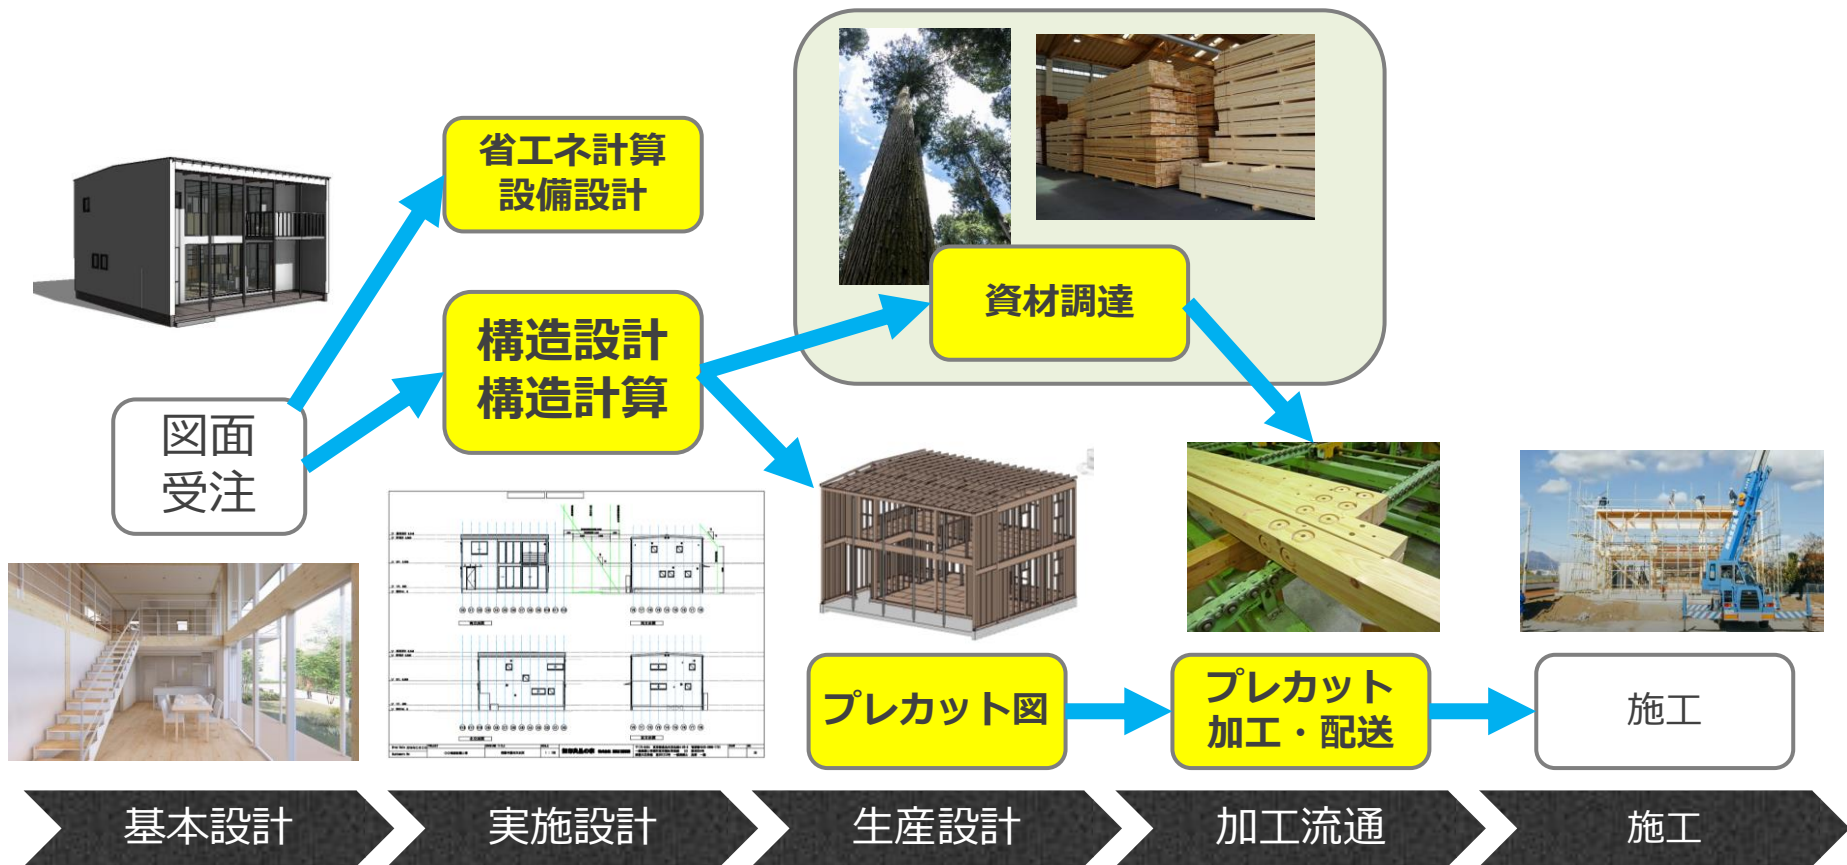 省エネ計算
設備設計
構造設計
構造計算
資材調達
図面
受注
プレカット図
プレカット
加工・配送
施工
基本設計
実施設計
生産設計
加工流通
施工